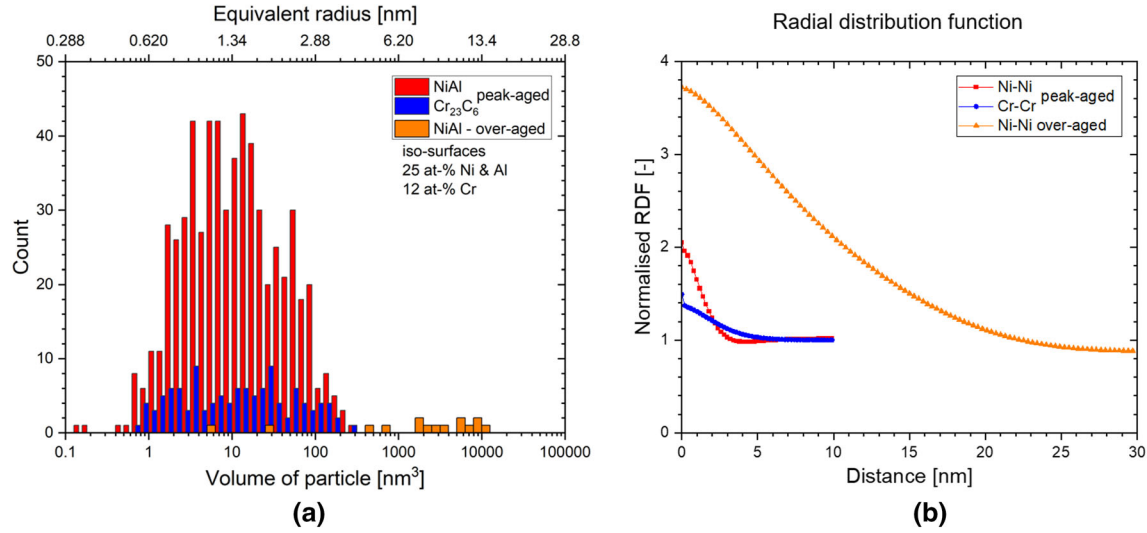 Equivalent radius [nm]
0.288 0.620 1.34 2.88 6.20 13.4 28.8
50
40
30
20
10
0
Count
NiAl
Cr23C6
peak-aged
NiAl - over-aged
iso-surfaces
25 at-% Ni & Al
12 at-% Cr
0.1 1 10 100 1000 10000 100000
Volume of particle [nm³]
(a)
Radial distribution function
4
3
2
1
0
Normalised RDF [-]
Ni-Ni
Cr-Cr
peak-aged
Ni-Ni over-aged
0 5 10 15 20 25 30
Distance [nm]
(b)